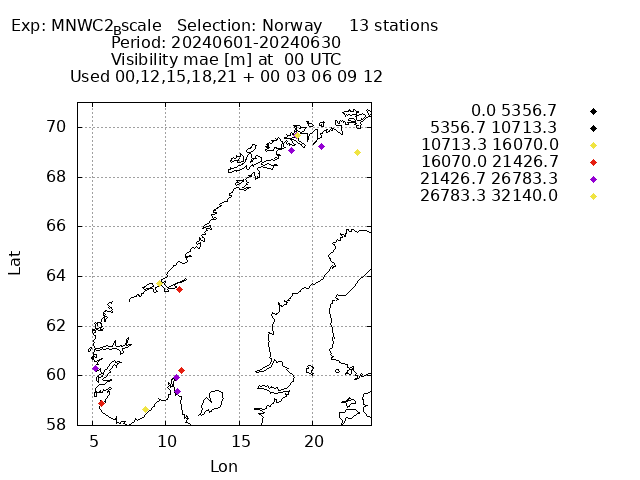 Exp: MNWC2_Bscale   Selection: Norway     13 stations
Period: 20240601-20240630
Visibility mae [m] at  00 UTC
Used 00,12,15,18,21 + 00 03 06 09 12
0.0 5356.7
5356.7 10713.3
10713.3 16070.0
16070.0 21426.7
21426.7 26783.3
26783.3 32140.0
70
68
66
64
62
60
58
Lat
5 10 15 20
Lon